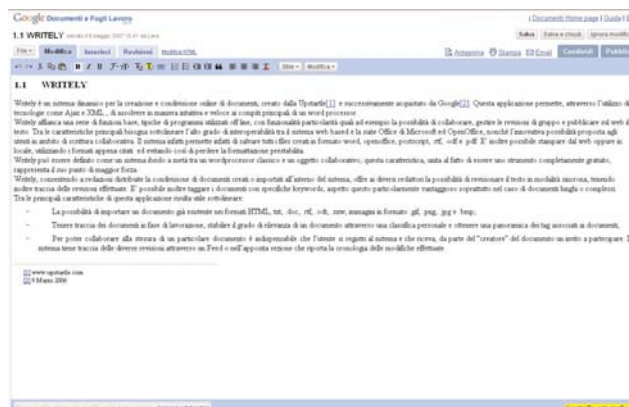 Google Documenti e Fogli Lavoro
Documenti Home page | Guida |
1.1 WRITELY
Salva Salva e chiudi Ignora modific
File Modifica Inserisci Revisioni Modifica HTML
Anteprima Stampa Email Condividi Pubblic
Stile Modifica
1.1 WRITELY
Writely è un sistema dinamico per la creazione e condivisione online di documenti, creato dalla Upstartle[1] e successivamente acquistato da Google[2]. Questa applicazione permette, attraverso l'utilizzo di
tecnologie come Ajax e XML, di assolvere in maniera intuitiva e veloce ai compiti principali di un word processor.
Writely affianca una serie di funzioni base, tipiche di programmi utilizzati off line, con funzionalità particolari quali ad esempio la possibilità di collaborare, gestire le revisioni di gruppo e pubblicare sul web il
testo. Tra le caratteristiche principali bisogna sottolineare l'alto grado di interoperabilità tra il sistema web based e la suite Office di Microsoft ed OpenOffice, nonché l'innovativa possibilità proposta agli
utenti in ambito di scrittura collaborativa. Il sistema infatti permette infatti di salvare tutti i files creati in formato word, openoffice, postscript, rtf, odf e pdf. E' inoltre possibile stampare dal web oppure in
locale, utilizzando i formati appena citati ed evitando così di perdere la formattazione prestabilita.
Writely può essere definito come un sistema ibrido a metà tra un wordprocessor classico e un oggetto collaborativo, questa caratteristica, unita al fatto di essere uno strumento completamente gratuito,
rappresenta il suo punto di maggior forza.
Writely, consentendo a redazioni distribuite la condivisione di documenti creati o importati all'interno del sistema, offre ai diversi redattori la possibilità di revisionare il testo in modalità sincrona, tenendo
inoltre traccia delle revisioni effettuate. E' possibile inoltre taggare i documenti con specifiche keywords, aspetto questo particolarmente vantaggioso soprattutto nel caso di documenti lunghi o complessi.
Tra le principali caratteristiche di questa applicazione risulta utile sottolineare:
- La possibilità di importare un documento già esistente nei formati HTML, txt, doc, rtf, odt, sxw, immagini in formato gif, png, jpg e bmp;
- Tenere traccia dei documenti in fase di lavorazione, stabilire il grado di rilevanza di un documento attraverso una classifica personale e ottenere una panoramica dei tag associati ai documenti;
- Per poter collaborare alla stesura di un particolare documento è indispensabile che l'utente si registri al sistema e che riceva, da parte del "creatore" del documento un invito a partecipare.
sistema tiene traccia delle diverse revisioni attraverso un Feed o nell'apposita sezione che riporta la cronologia delle modifiche effettuate.
[1] www.upstartle.com
[2] 9 Marzo 2006